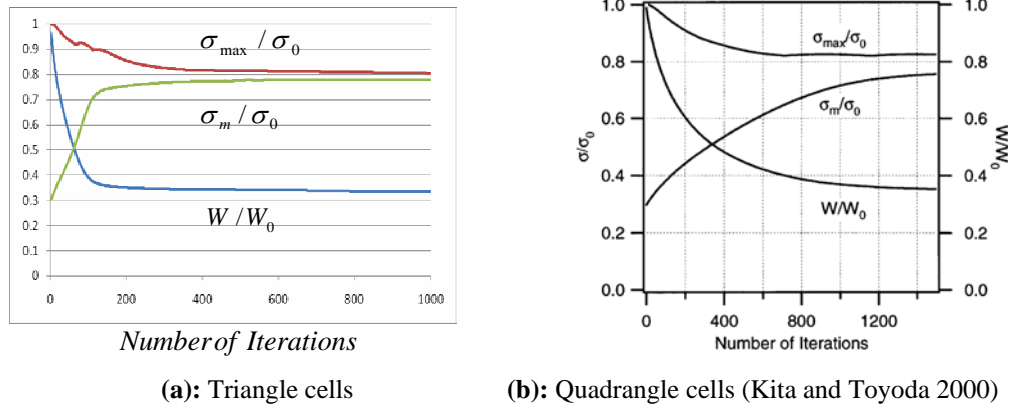 1
0.9
0.8
0.7
0.6
0.5
0.4
0.3
0.2
0.1
0
σmax / σ0
σm / σ0
W / W0
0 200 400 600 800 1000
Number of Iterations
(a): Triangle cells
1.0
0.8
0.6
0.4
0.2
0.0
σ/σ0
σmax/σ0
σm/σ0
W/W0
1.0
0.8
0.6
0.4
0.2
0.0
W/W0
0 400 800 1200
Number of Iterations
(b): Quadrangle cells (Kita and Toyoda 2000)